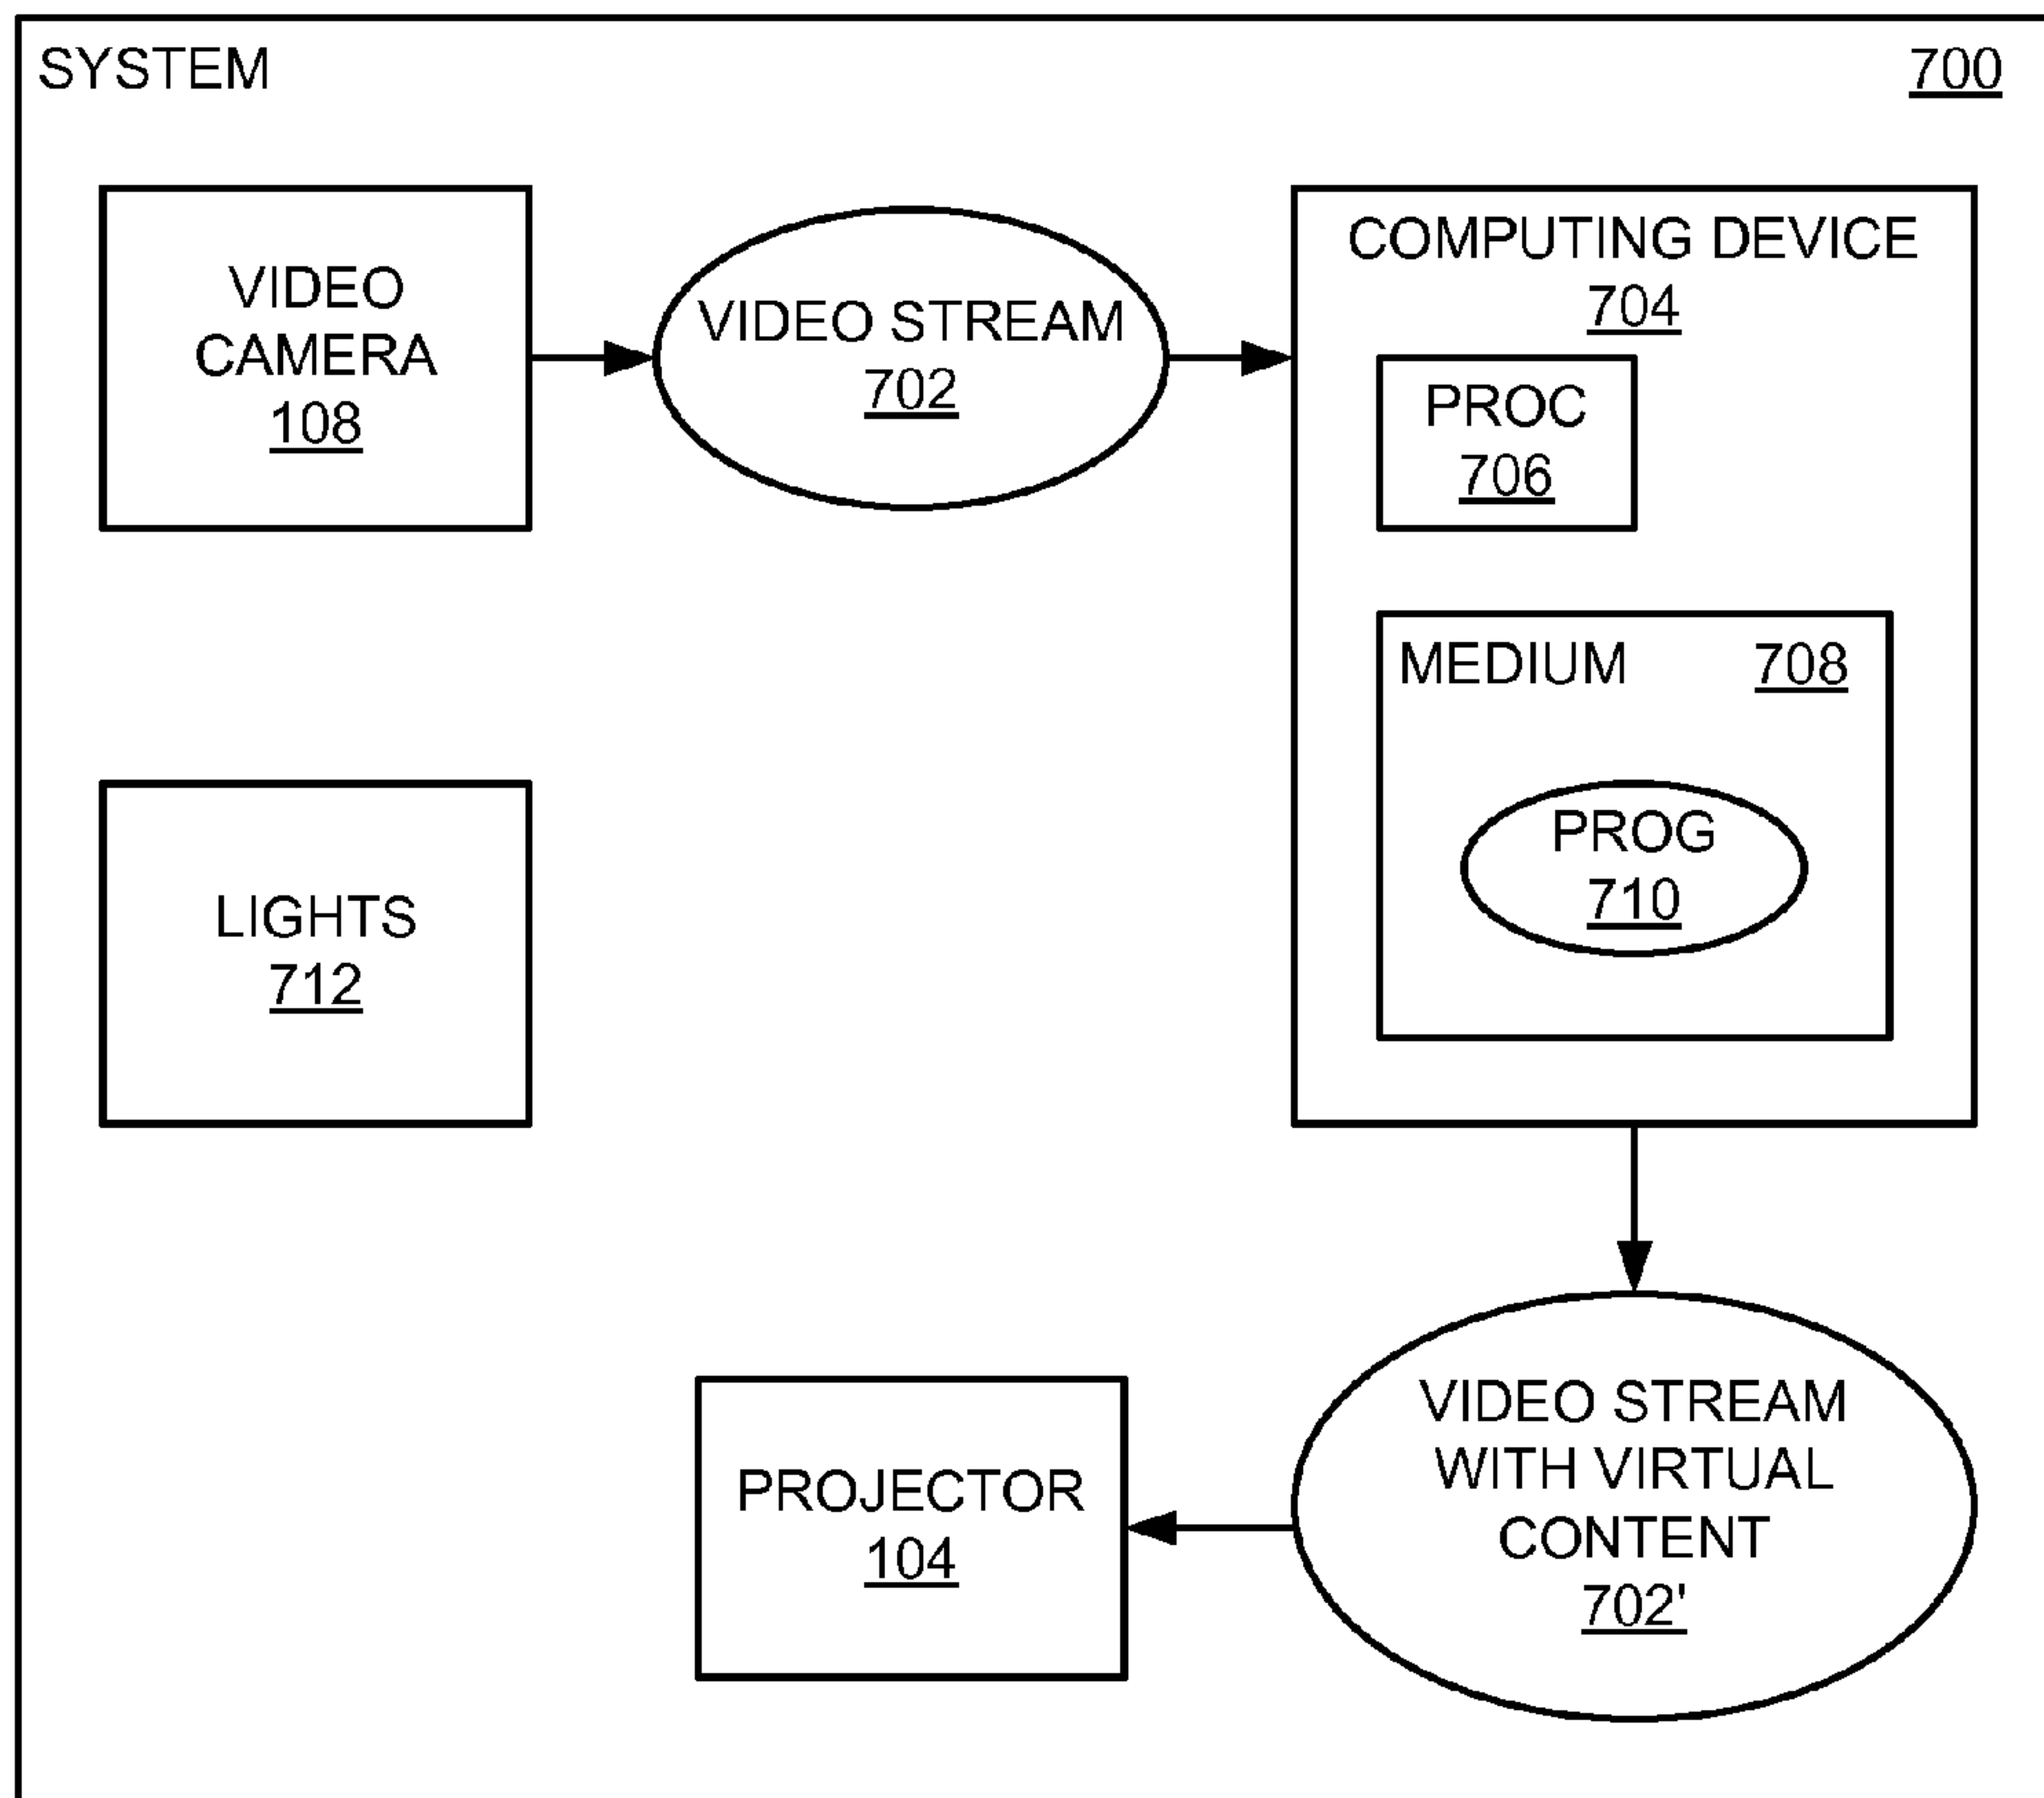 SYSTEM
700
VIDEO
CAMERA
108
VIDEO STREAM
702
COMPUTING DEVICE
704
PROC
706
MEDIUM
708
PROG
710
LIGHTS
712
PROJECTOR
104
VIDEO STREAM
WITH VIRTUAL
CONTENT
702'